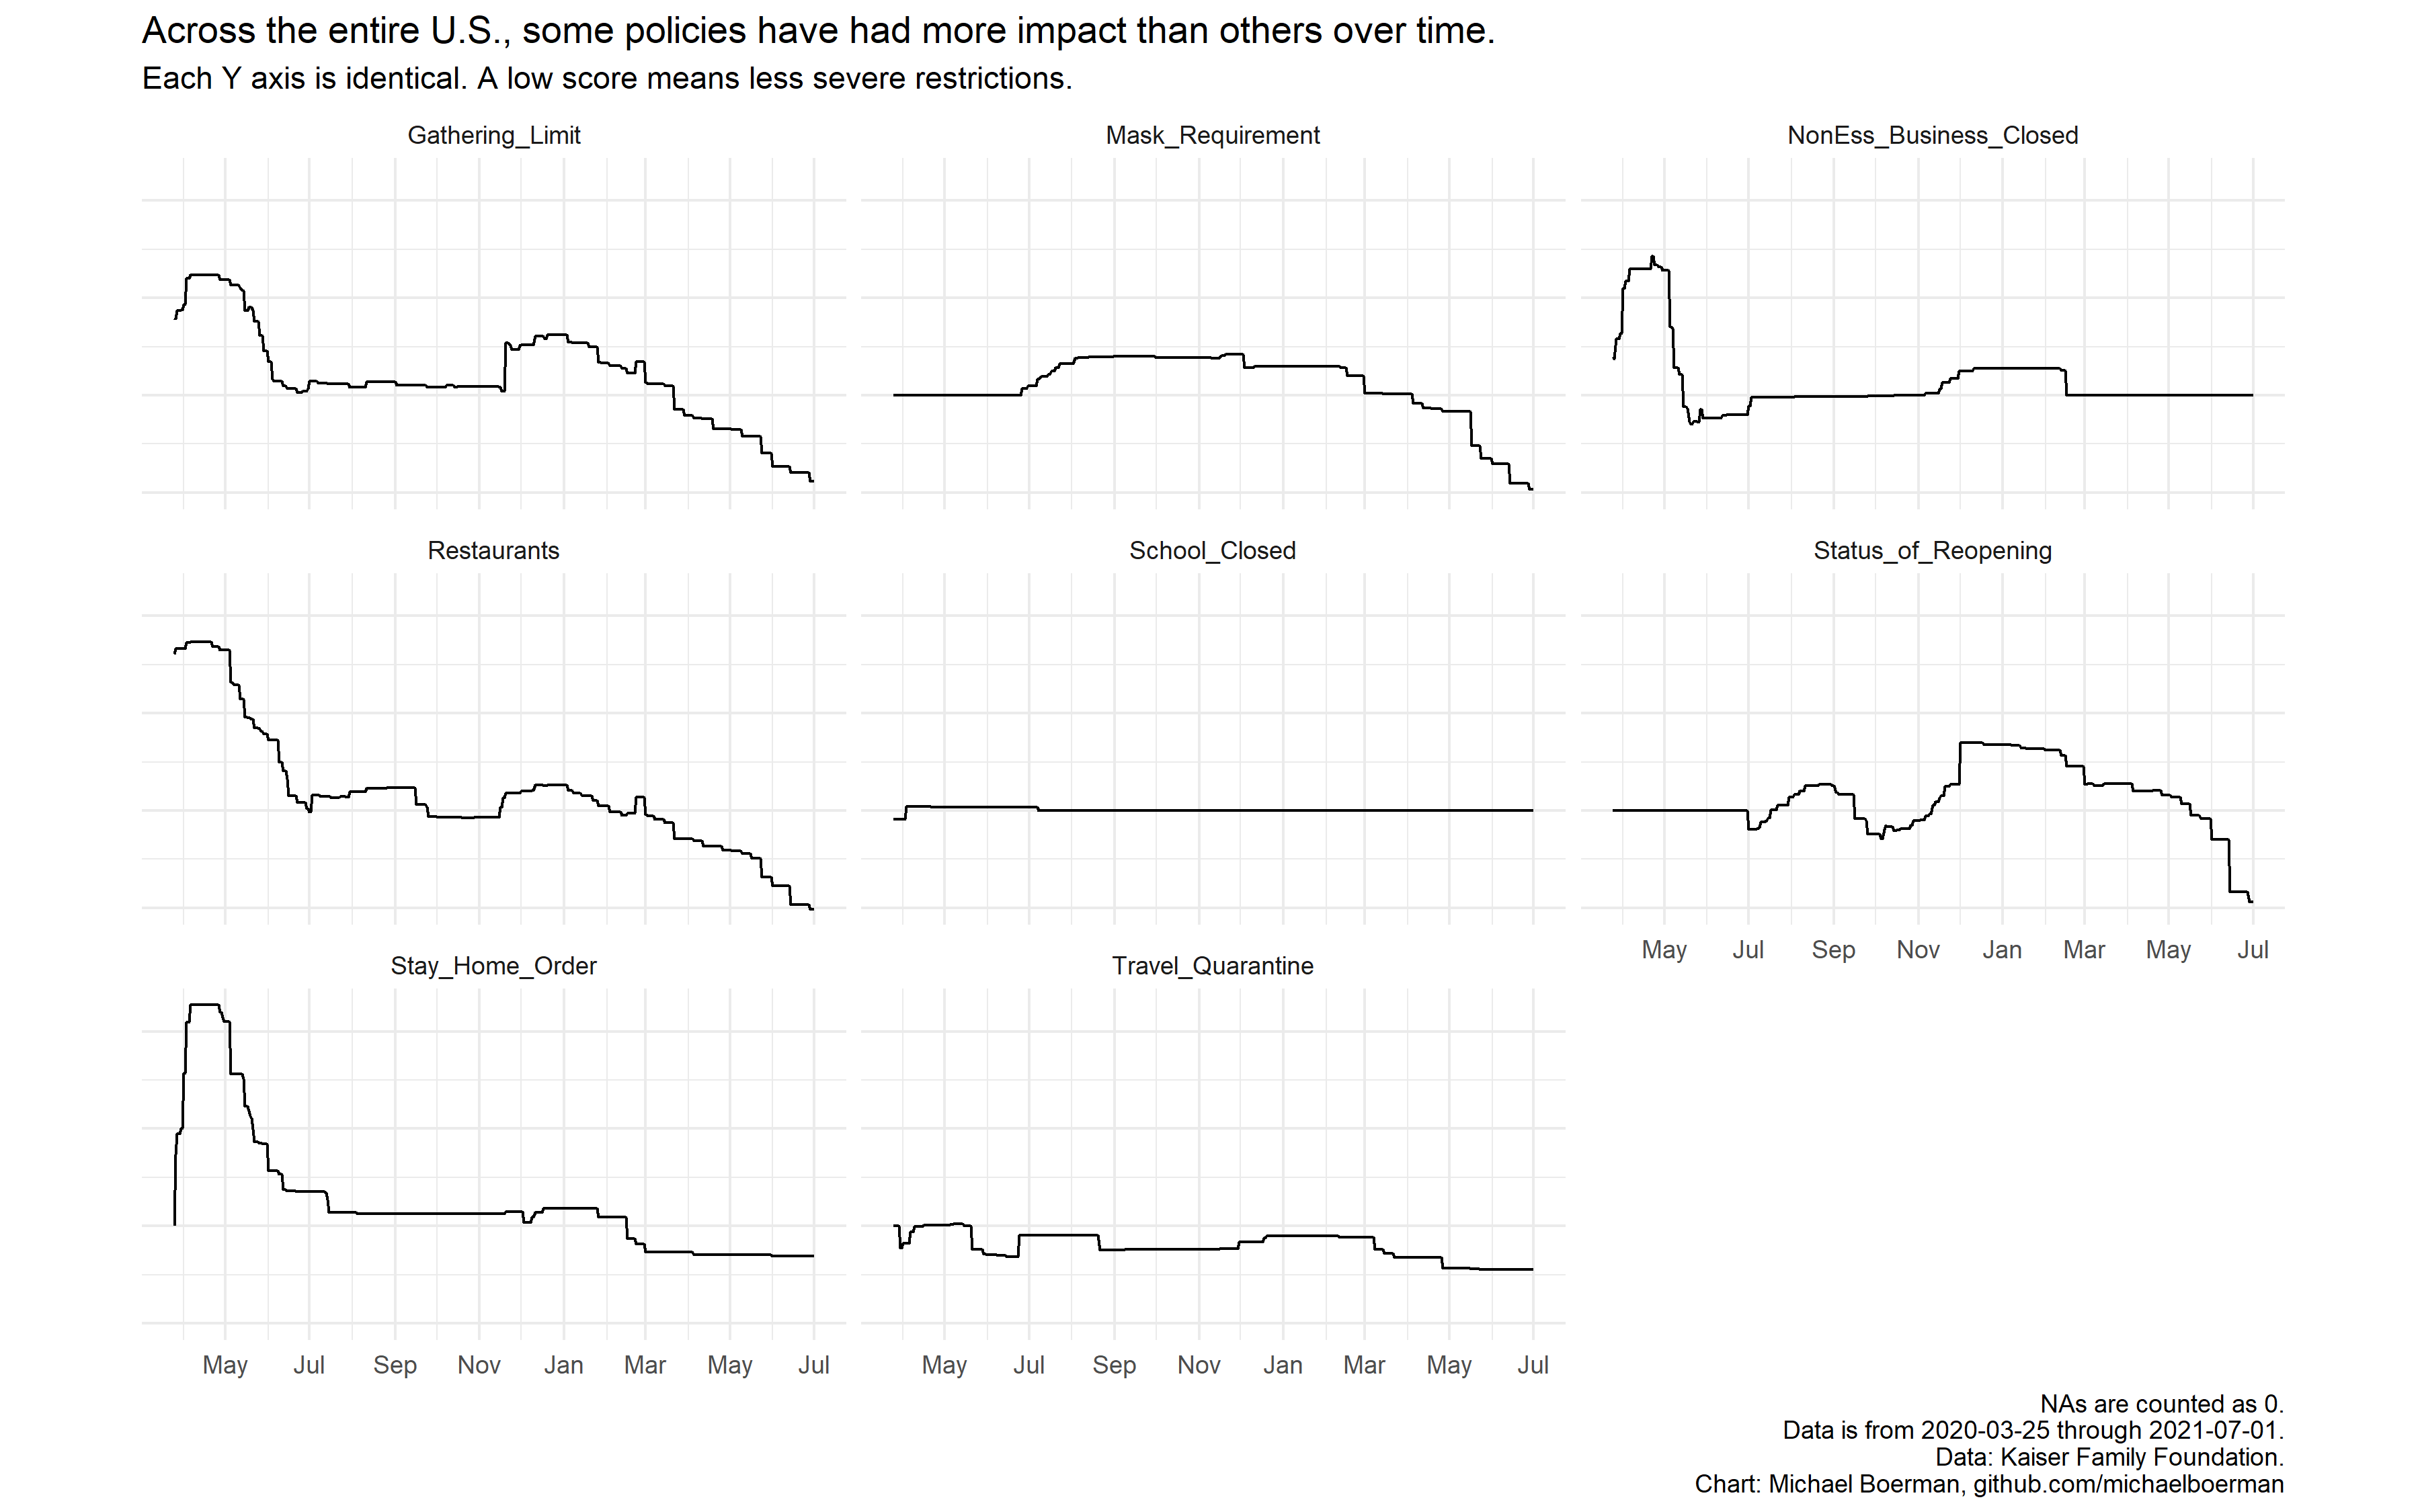 Across the entire U.S., some policies have had more impact than others over time.
Each Y axis is identical. A low score means less severe restrictions.
Gathering_Limit
Mask_Requirement
NonEss_Business_Closed
Restaurants
School_Closed
Status_of_Reopening
May Jul Sep Nov Jan Mar May Jul
Stay_Home_Order
Travel_Quarantine
May Jul Sep Nov Jan Mar May Jul
May Jul Sep Nov Jan Mar May Jul
NAs are counted as 0.
Data is from 2020-03-25 through 2021-07-01.
Data: Kaiser Family Foundation.
Chart: Michael Boerman, github.com/michaelboerman